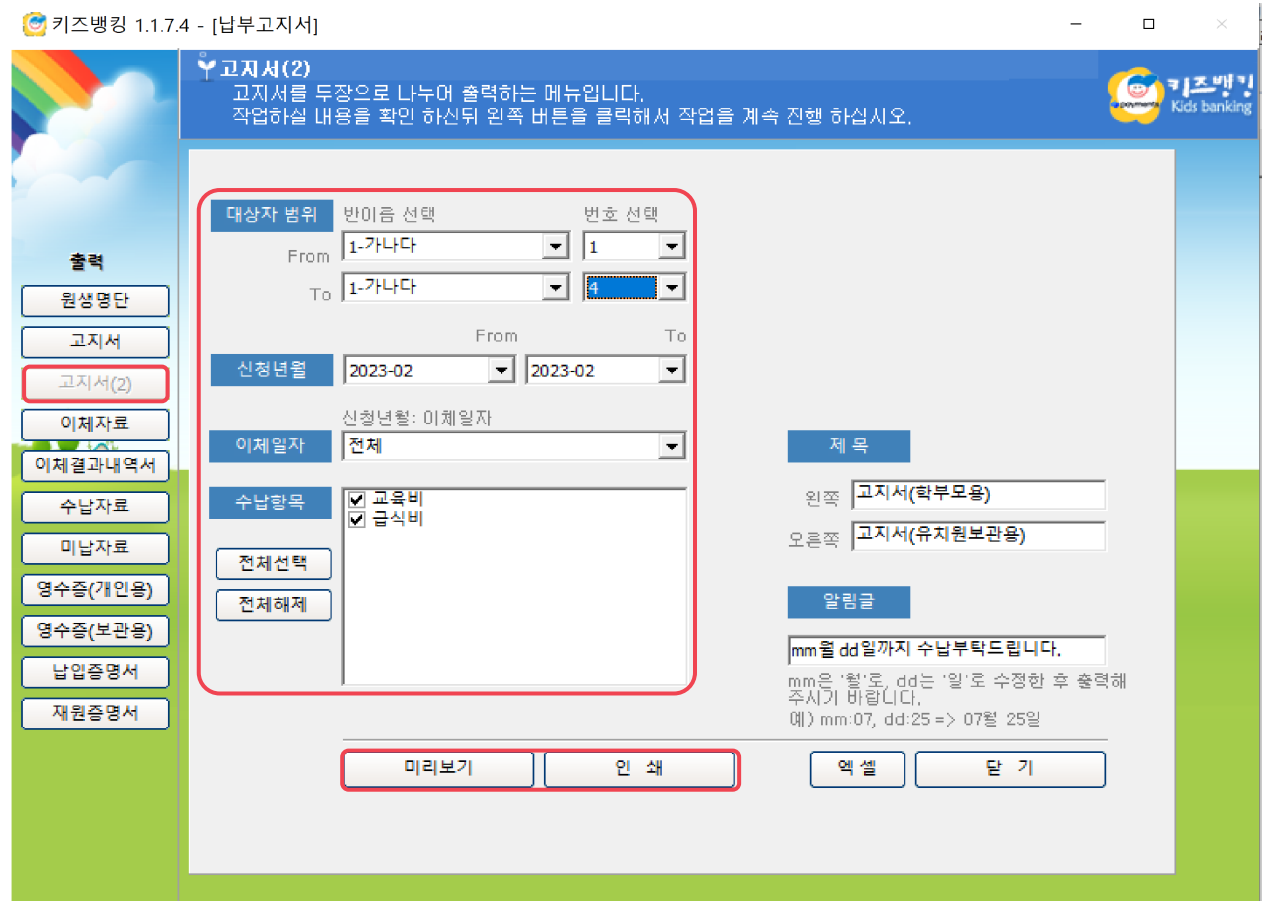 키즈뱅킹 1.1.7.4 - [납부고지서]
고지서(2)
고지서를 두장으로 나누어 출력하는 메뉴입니다.
작업하실 내용을 확인 하신뒤 왼쪽 버튼을 클릭해서 작업을 계속 진행 하십시오.
payments
키즈뱅킹
Kids banking
출력
원생명단
고지서
고지서(2)
이체자료
이체결과내역서
수납자료
미납자료
영수증(개인용)
영수증(보관용)
납입증명서
재원증명서
대상자 범위 반이름 선택 번호 선택
From 1-가나다 1
To 1-가나다 4
From To
신청년월 2023-02 2023-02
신청년월: 이체일자
이체일자 전체
수납항목 교육비
급식비
전체선택
전체해제
제 목
왼쪽 고지서(학부모용)
오른쪽 고지서(유치원보관용)
알림글
mm월 dd일까지 수납부탁드립니다.
mm은 '월'로, dd는 '일'로 수정한 후 출력해
주시기 바랍니다.
예) mm:07, dd:25 => 07월 25일
미리보기 인 쇄 엑 셀 닫 기